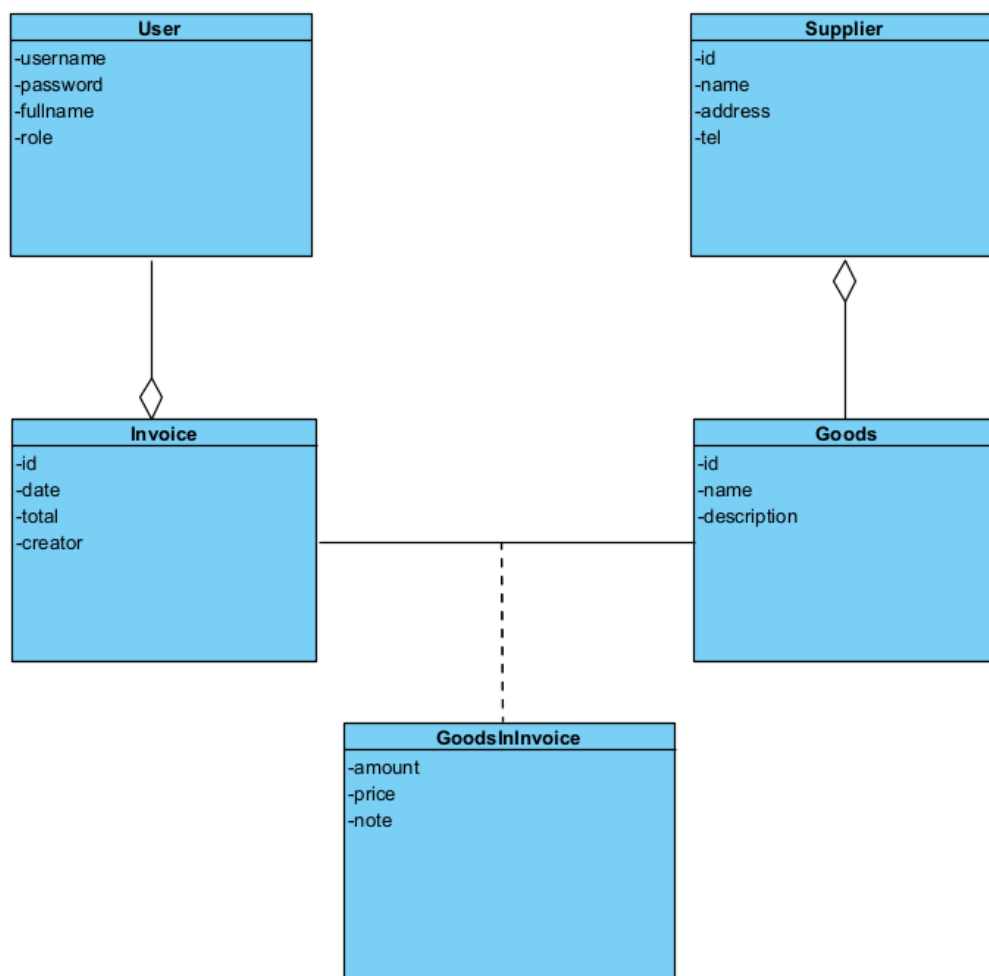 User
-username
-password
-fullname
-role
Supplier
-id
-name
-address
-tel
Invoice
-id
-date
-total
-creator
Goods
-id
-name
-description
GoodsInInvoice
-amount
-price
-note